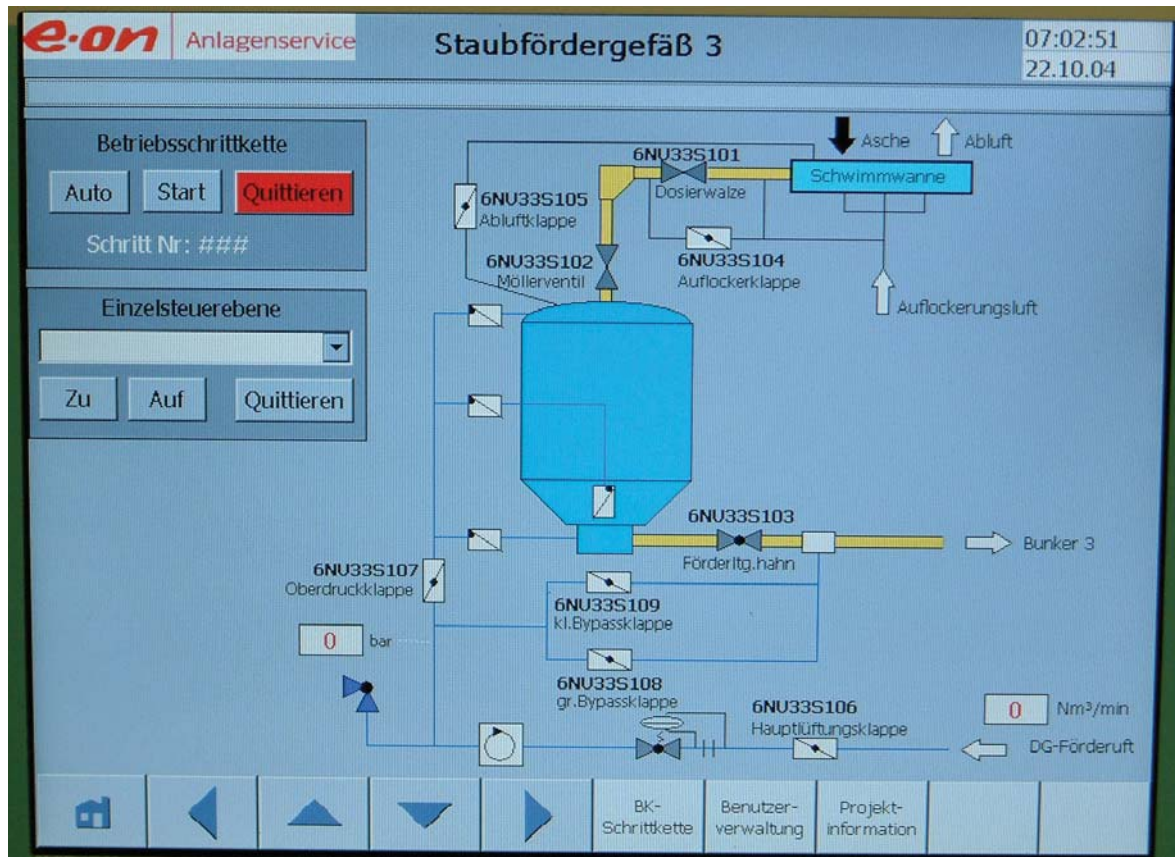 e·on Anlagenservice
Staubfördergefäß 3
07:02:51
22.10.04
Betriebsschrittkette
Auto Start Quittieren
Schritt Nr: ###
Einzelsteuerebene
Zu Auf Quittieren
Asche
Abluft
6NU33S101
Schwimmwanne
Dosierwalze
6NU33S105
Abluftklappe
6NU33S102
Möllerventil
6NU33S104
Auflockerklappe
Auflockerungsluft
6NU33S103
Förderltg.hahn
Bunker 3
6NU33S107
Oberdruckklappe
6NU33S109
kl.Bypassklappe
0 bar
6NU33S108
gr.Bypassklappe
6NU33S106
Hauptlüftungsklappe
0 Nm³/min
DG-Förderuft
BK-
Schrittkette
Benutzer-
verwaltung
Projekt-
information